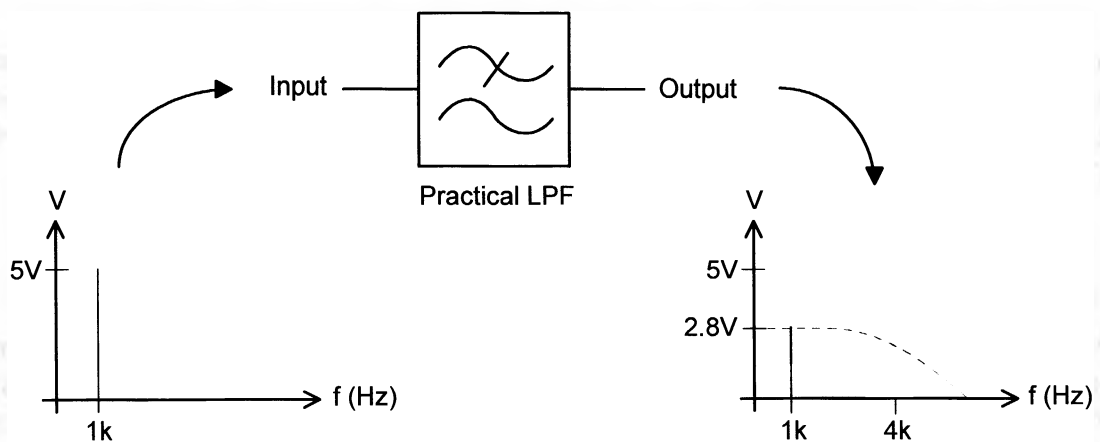 Input
Output
Practical LPF
V
5V
f (Hz)
1k
V
5V
2.8V
f (Hz)
1k
4k